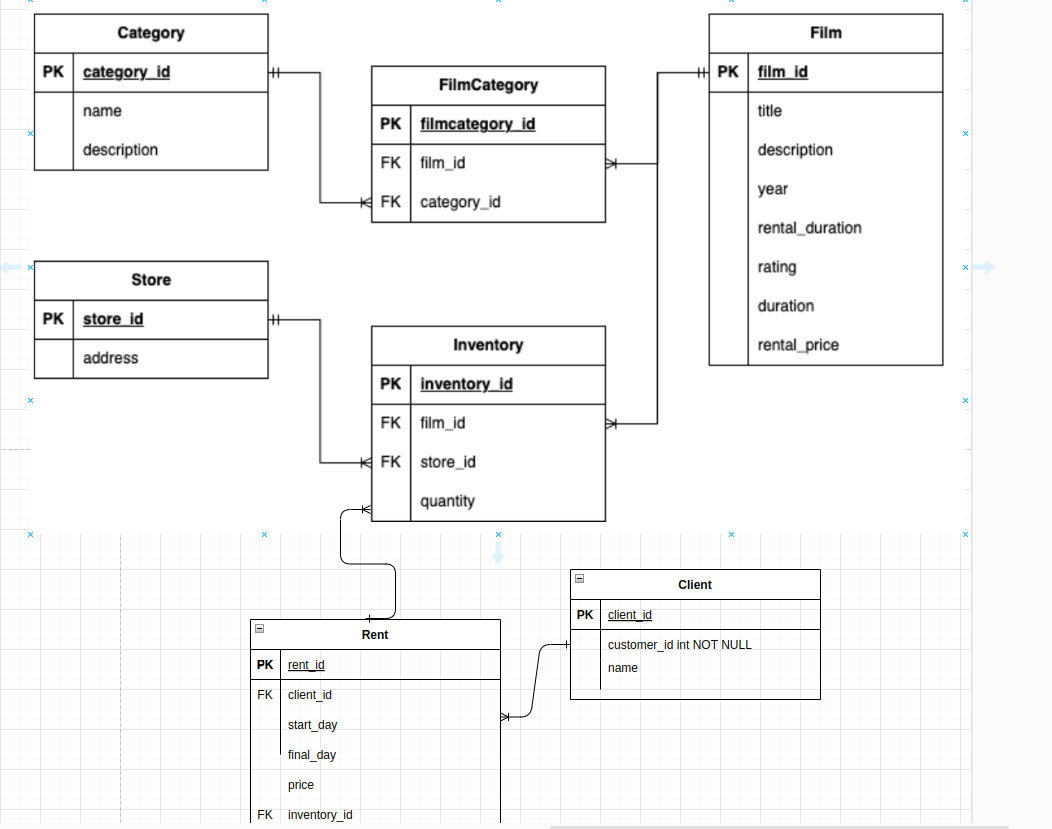 Category
PK category_id
name
description
FilmCategory
PK filmcategory_id
FK film_id
FK category_id
Film
PK film_id
title
description
year
rental_duration
rating
duration
rental_price
Store
PK store_id
address
Inventory
PK inventory_id
FK film_id
FK store_id
quantity
Client
PK client_id
customer_id int NOT NULL
name
Rent
PK rent_id
FK client_id
start_day
final_day
price
FK inventory_id